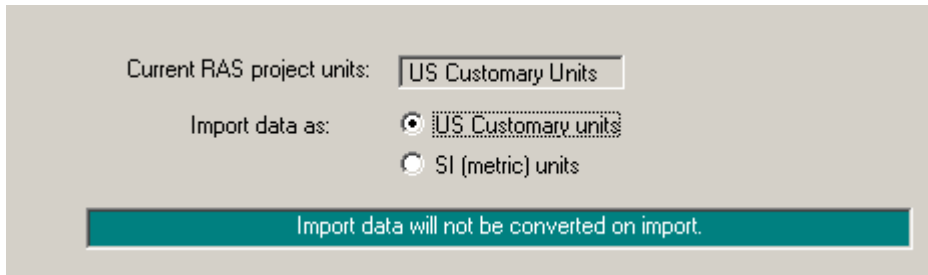 Current RAS project units: US Customary Units
Import data as: US Customary units
SI (metric) units
Import data will not be converted on import.